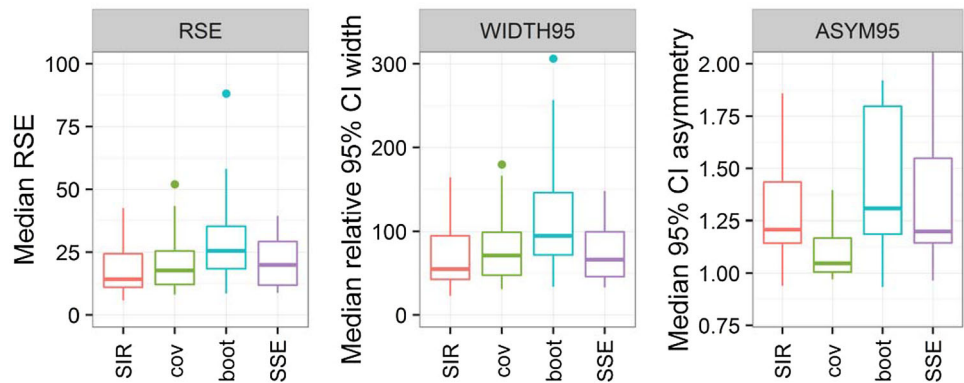 RSE
Median RSE
100
75
50
25
0
SIR
cov
boot
SSE
WIDTH95
Median relative 95% CI width
300
200
100
0
SIR
cov
boot
SSE
ASYM95
Median 95% CI asymmetry
2.00
1.75
1.50
1.25
1.00
0.75
SIR
cov
boot
SSE